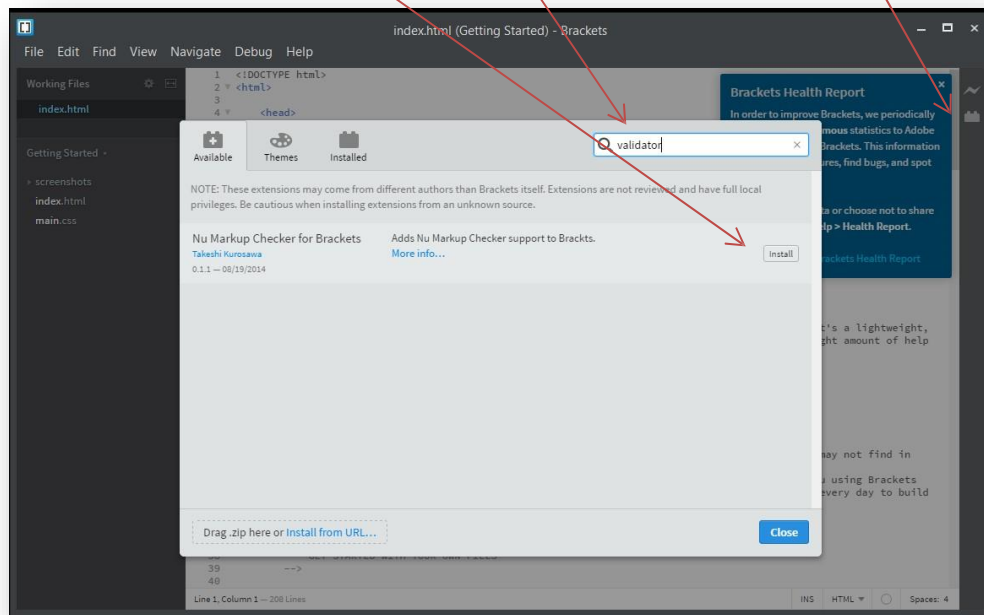 index.html (Getting Started) - Brackets
File Edit Find View Navigate Debug Help
Working Files
index.html
Getting Started
screenshots
index.html
main.css
1 <!DOCTYPE html>
2 <html>
3
4 <head>
Brackets Health Report
In order to improve Brackets, we periodically
mous statistics to Adobe
Brackets. This information
ures, find bugs, and spot
ta or choose not to share
lp > Health Report.
rackets Health Report
Available Themes Installed
validator
NOTE: These extensions may come from different authors than Brackets itself. Extensions are not reviewed and have full local
privileges. Be cautious when installing extensions from an unknown source.
Nu Markup Checker for Brackets
Takeshi Kurosawa
0.1.1 — 08/19/2014
Adds Nu Markup Checker support to Brackts.
More info...
Install
t's a lightweight,
ght amount of help
may not find in
u using Brackets
every day to build
Drag .zip here or Install from URL...
Close
39 -->
40
Line 1, Column 1 — 208 Lines
INS HTML Spaces: 4